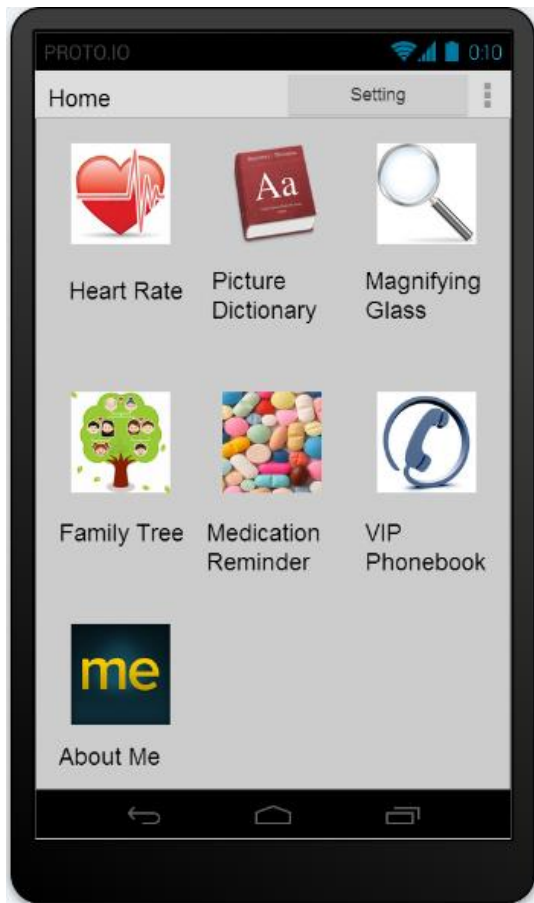 PROTO.IO 0:10
Home Setting
Aa
Heart Rate
Picture
Dictionary
Magnifying
Glass
Family Tree
Medication
Reminder
VIP
Phonebook
me
About Me